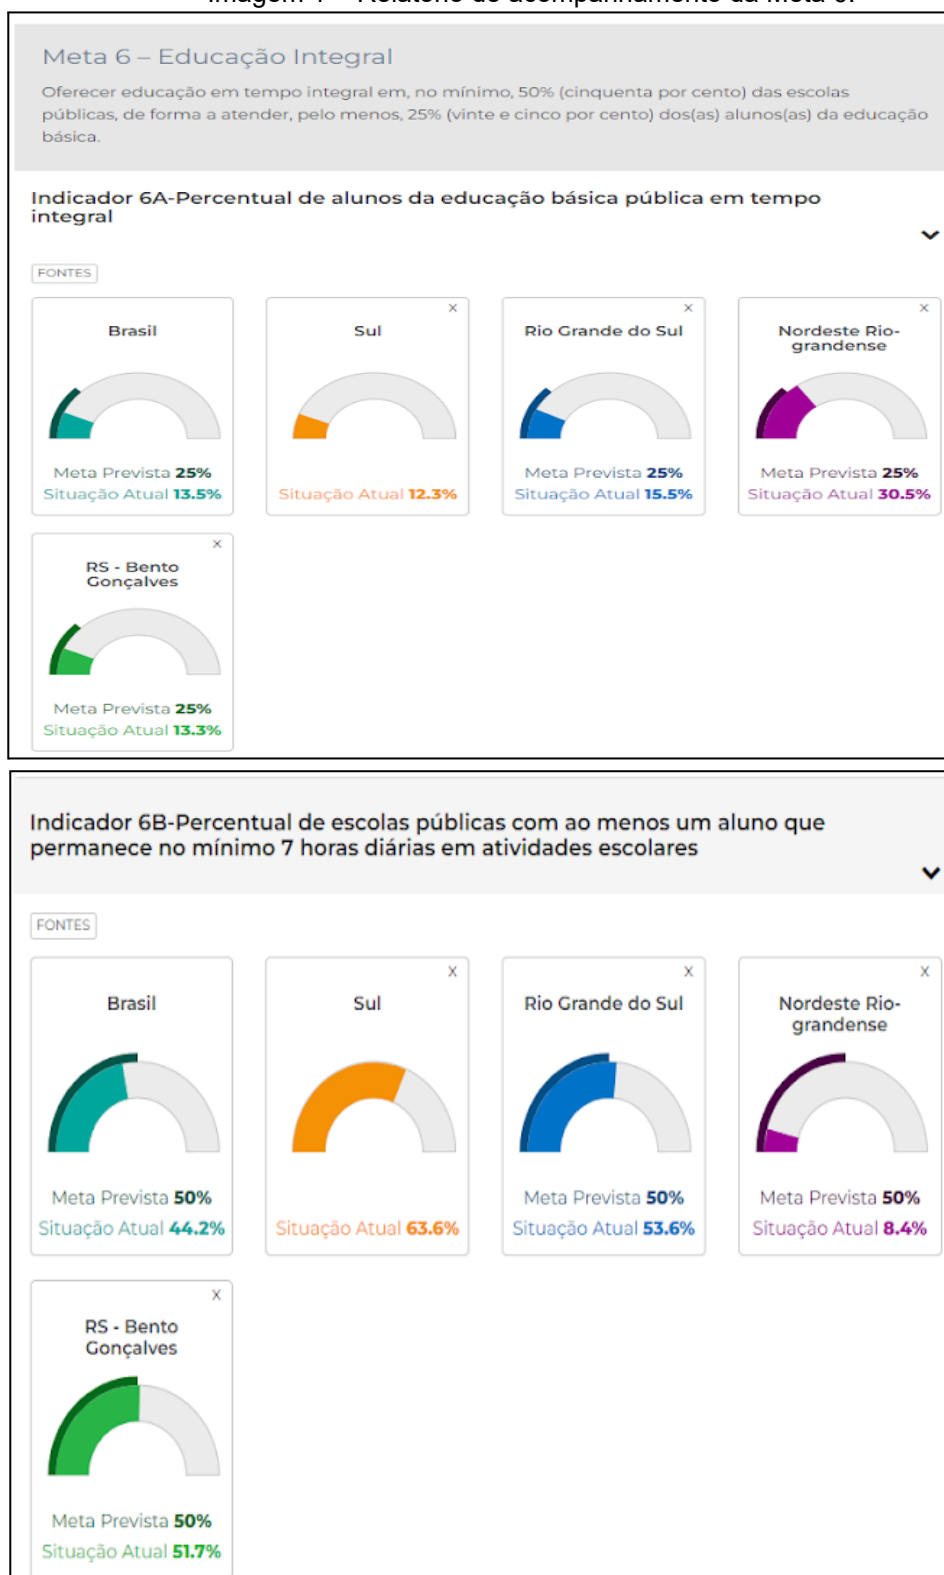 Imagem 1 – Relatório de acompanhamento da Meta 6.
Meta 6 – Educação Integral
Oferecer educação em tempo integral em, no mínimo, 50% (cinquenta por cento) das escolas
públicas, de forma a atender, pelo menos, 25% (vinte e cinco por cento) dos(as) alunos(as) da educação
básica.
Indicador 6A-Percentual de alunos da educação básica pública em tempo
integral
FONTES
Brasil
Meta Prevista 25%
Situação Atual 13.5%
X
Sul
Situação Atual 12.3%
X
Rio Grande do Sul
Meta Prevista 25%
Situação Atual 15.5%
X
Nordeste Rio-
grandense
Meta Prevista 25%
Situação Atual 30.5%
X
RS - Bento
Gonçalves
Meta Prevista 25%
Situação Atual 13.3%
Indicador 6B-Percentual de escolas públicas com ao menos um aluno que
permanece no mínimo 7 horas diárias em atividades escolares
FONTES
Brasil
Meta Prevista 50%
Situação Atual 44.2%
X
Sul
Situação Atual 63.6%
X
Rio Grande do Sul
Meta Prevista 50%
Situação Atual 53.6%
X
Nordeste Rio-
grandense
Meta Prevista 50%
Situação Atual 8.4%
X
RS - Bento
Gonçalves
Meta Prevista 50%
Situação Atual 51.7%